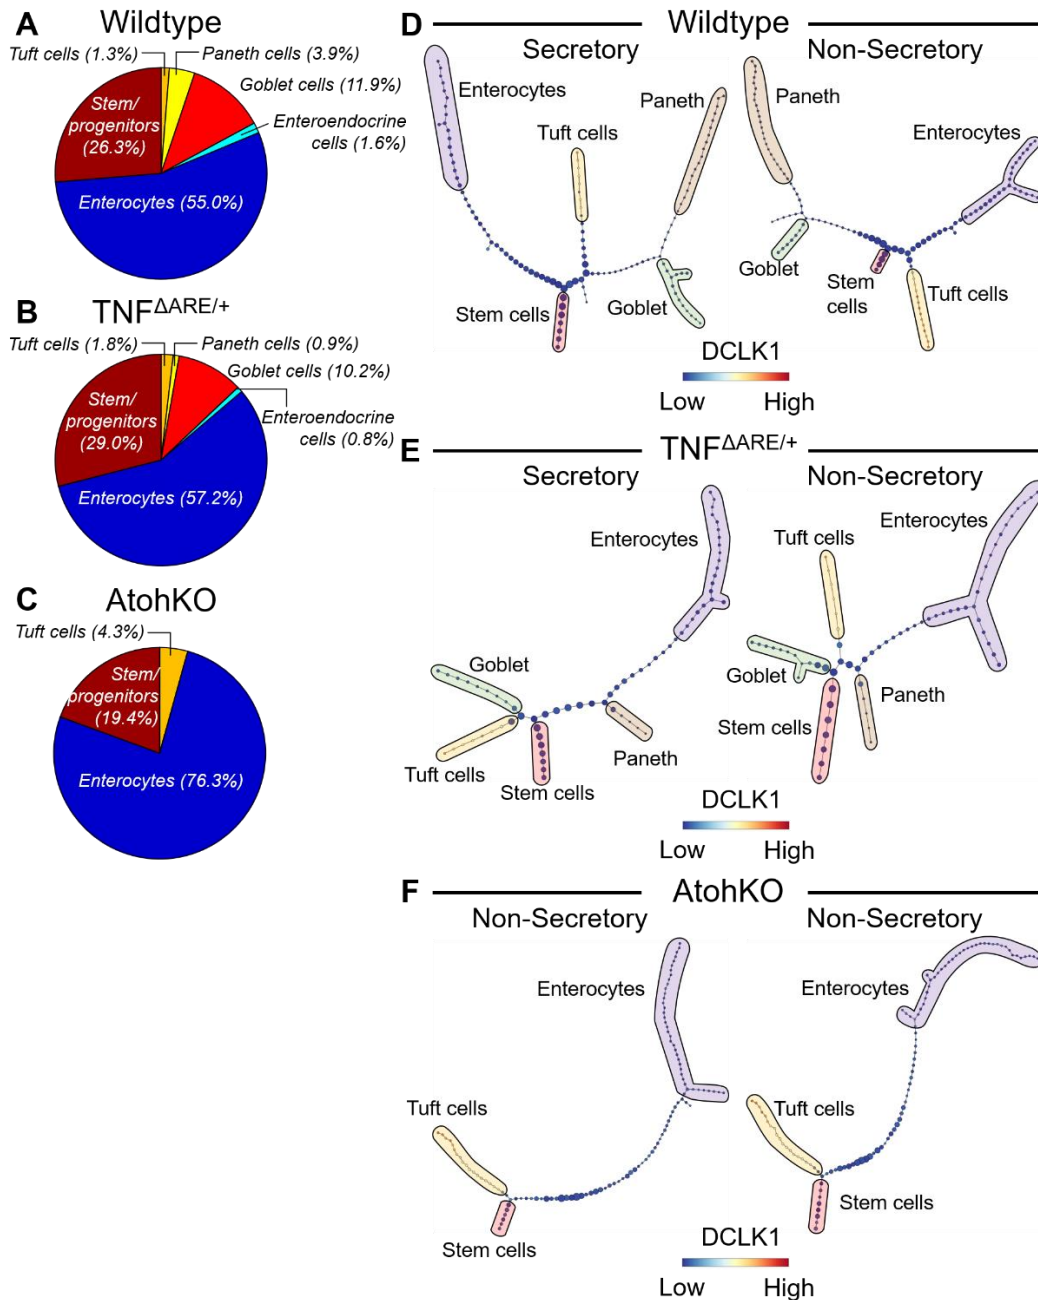 A Wildtype
Tuft cells (1.3%)
Paneth cells (3.9%)
Goblet cells (11.9%)
Enteroendocrine
cells (1.6%)
Stem/
progenitors
(26.3%)
Enterocytes (55.0%)
B TNF^ΔARE/+
Tuft cells (1.8%)
Paneth cells (0.9%)
Goblet cells (10.2%)
Enteroendocrine
cells (0.8%)
Stem/
progenitors
(29.0%)
Enterocytes (57.2%)
C AtohKO
Tuft cells (4.3%)
Stem/
progenitors
(19.4%)
Enterocytes (76.3%)
D Wildtype
Secretory
Enterocytes
Tuft cells
Paneth
Stem cells
Goblet
Non-Secretory
Paneth
Enterocytes
Goblet
Stem
cells
Tuft cells
DCLK1
Low High
E TNF^ΔARE/+
Secretory
Enterocytes
Goblet
Tuft cells
Stem cells
Paneth
Non-Secretory
Tuft cells
Enterocytes
Goblet
Stem cells
Paneth
DCLK1
Low High
F AtohKO
Non-Secretory
Enterocytes
Tuft cells
Stem cells
Non-Secretory
Enterocytes
Tuft cells
Stem cells
DCLK1
Low High